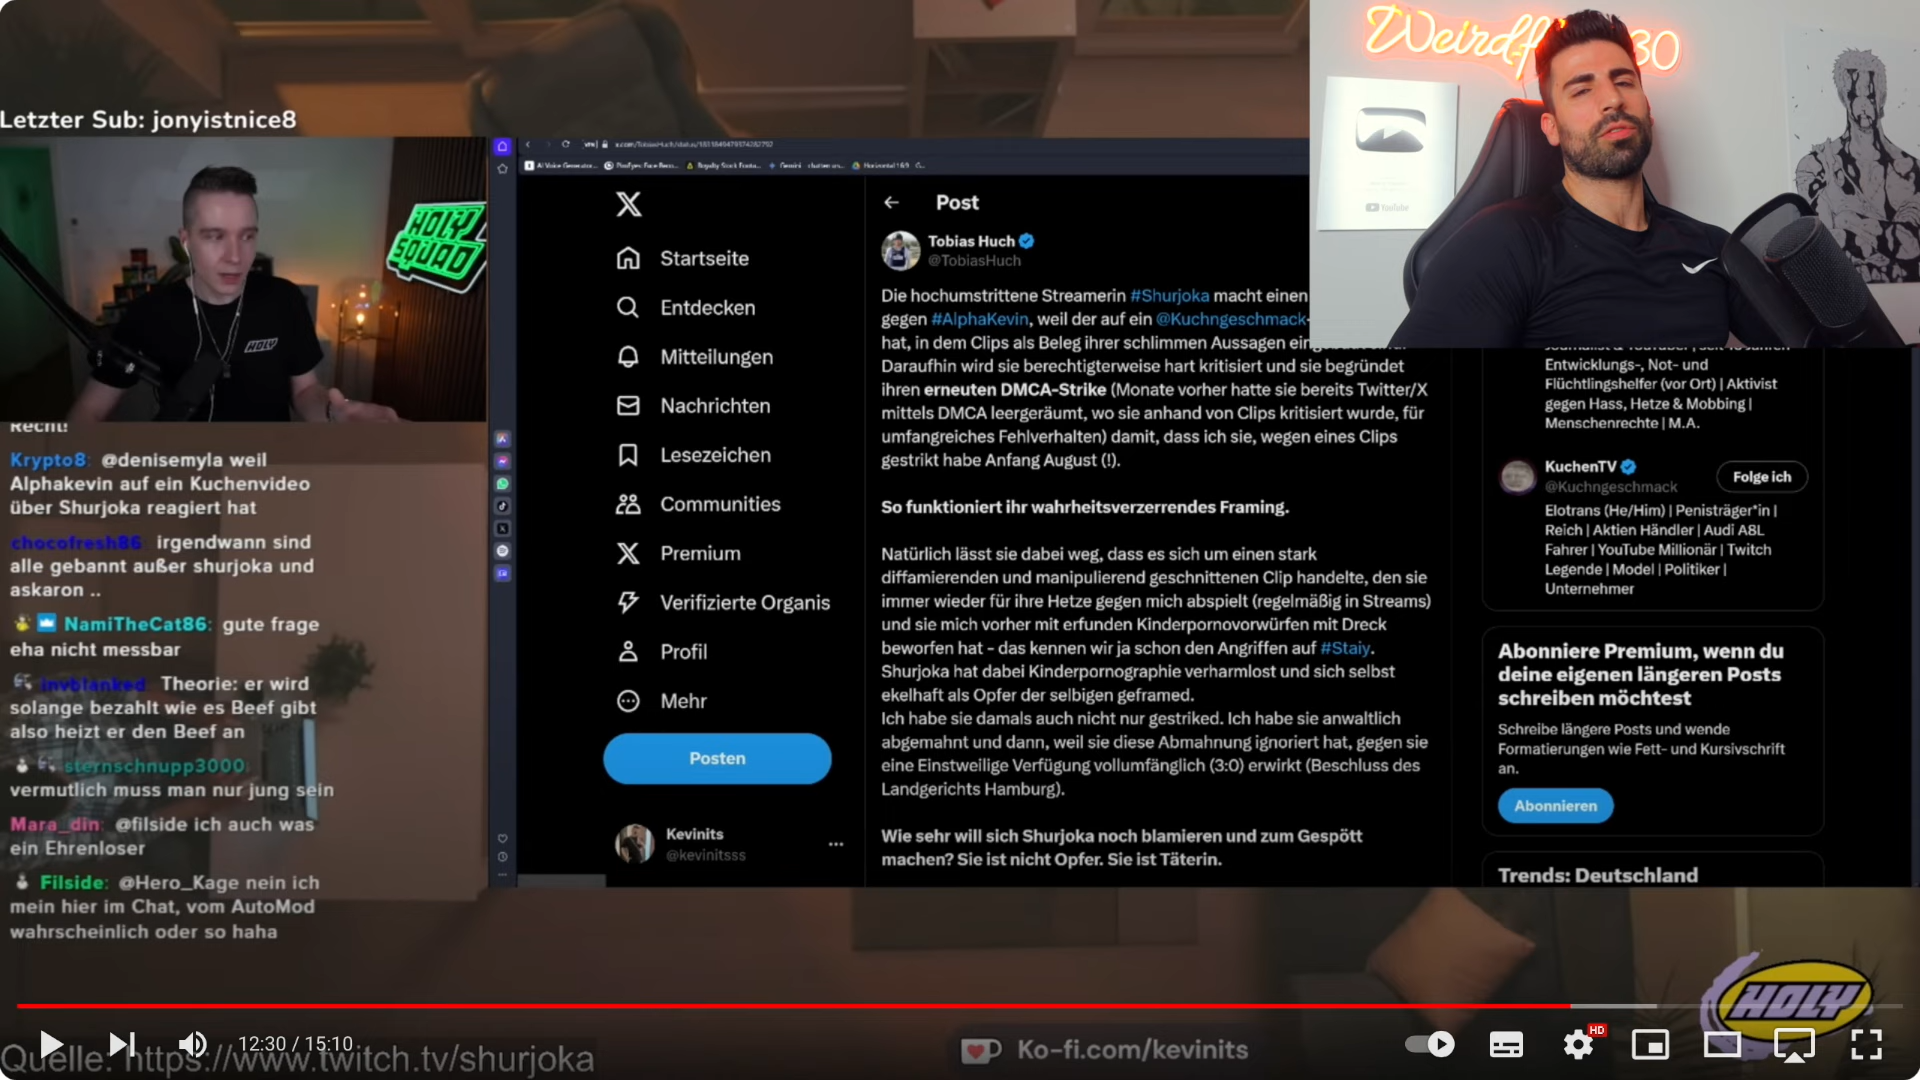 Letzter Sub: jonyistnice8
Weirdf
30
YouTube
HOLY
SQUAD
HOLY
Recht!
Krypto8: @denisemyla weil
Alphakevin auf ein Kuchenvideo
über Shurjoka reagiert hat
chocofresh86 irgendwann sind
alle gebannt außer shurjoka und
askaron ..
NamiTheCat86: gute frage
eha nicht messbar
invblanked Theorie: er wird
solange bezahlt wie es Beef gibt
also heizt er den Beef an
sternschnupp3000:
vermutlich muss man nur jung sein
Mara_din: @filside ich auch was
ein Ehrenloser
Filside: @Hero_Kage nein ich
mein hier im Chat, vom AutoMod
wahrscheinlich oder so haha
Startseite
Entdecken
Mitteilungen
Nachrichten
Lesezeichen
Communities
Premium
Verifizierte Organis
Profil
Mehr
Posten
Kevinits
@kevinitsss
Post
Tobias Huch
@TobiasHuch
Die hochumstrittene Streamerin #Shurjoka macht einen
gegen #AlphaKevin, weil der auf ein @Kuchngeschmack-
hat, in dem Clips als Beleg ihrer schlimmen Aussagen
Daraufhin wird sie berechtigterweise hart kritisiert und sie begründet
ihren erneuten DMCA-Strike (Monate vorher hatte sie bereits Twitter/X
mittels DMCA leergeräumt, wo sie anhand von Clips kritisiert wurde, für
umfangreiches Fehlverhalten) damit, dass ich sie, wegen eines Clips
gestrikt habe Anfang August (!).
So funktioniert ihr wahrheitsverzerrendes Framing.
Natürlich lässt sie dabei weg, dass es sich um einen stark
diffamierenden und manipulierend geschnittenen Clip handelte, den sie
immer wieder für ihre Hetze gegen mich abspielt (regelmäßig in Streams)
und sie mich vorher mit erfunden Kinderpornovorwürfen mit Dreck
beworfen hat - das kennen wir ja schon den Angriffen auf #Staiy.
Shurjoka hat dabei Kinderpornographie verharmlost und sich selbst
ekelhaft als Opfer der selbigen geframed.
Ich habe sie damals auch nicht nur gestriked. Ich habe sie anwaltlich
abgemahnt und dann, weil sie diese Abmahnung ignoriert hat, gegen sie
eine Einstweilige Verfügung vollumfänglich (3:0) erwirkt (Beschluss des
Landgerichts Hamburg).
Wie sehr will sich Shurjoka noch blamieren und zum Gespött
machen? Sie ist nicht Opfer. Sie ist Täterin.
Entwicklungs-, Not- und
Flüchtlingshelfer (vor Ort) | Aktivist
gegen Hass, Hetze & Mobbing |
Menschenrechte | M.A.
KuchenTV
@Kuchngeschmack
Folge ich
Elotrans (He/Him) | Penisträger*in |
Reich | Aktien Händler | Audi A8L
Fahrer | YouTube Millionär | Twitch
Legende | Model | Politiker |
Unternehmer
Abonniere Premium, wenn du
deine eigenen längeren Posts
schreiben möchtest
Schreibe längere Posts und wende
Formatierungen wie Fett- und Kursivschrift
an.
Abonnieren
Trends: Deutschland
HOLY
12:30 / 15:10
HD
Quelle: https://www.twitch.tv/shurjoka
Ko-fi.com/kevinits